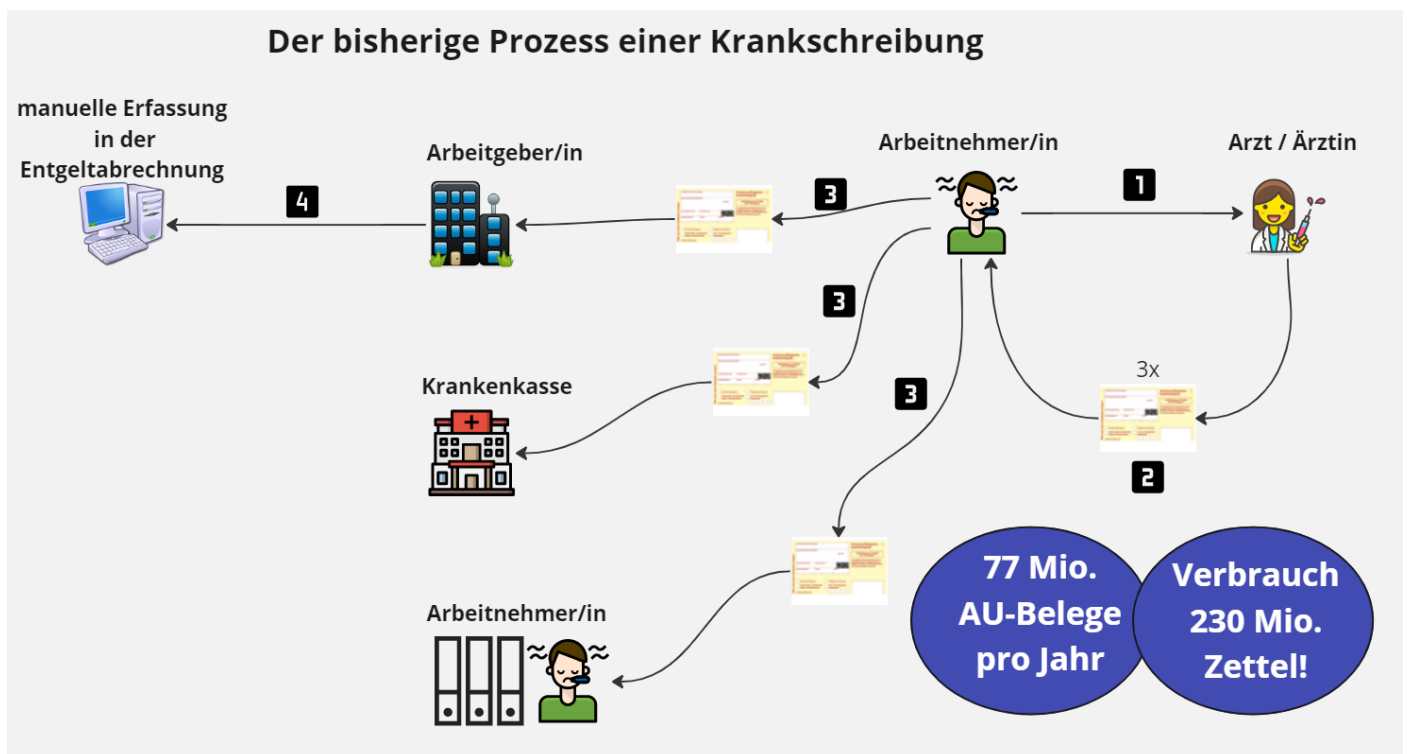 Der bisherige Prozess einer Krankschreibung
manuelle Erfassung
in der
Entgeltabrechnung
4
Arbeitgeber/in
3
Arbeitnehmer/in
1
Arzt / Ärztin
3
Krankenkasse
3
3x
2
Arbeitnehmer/in
77 Mio.
AU-Belege
pro Jahr
Verbrauch
230 Mio.
Zettel!